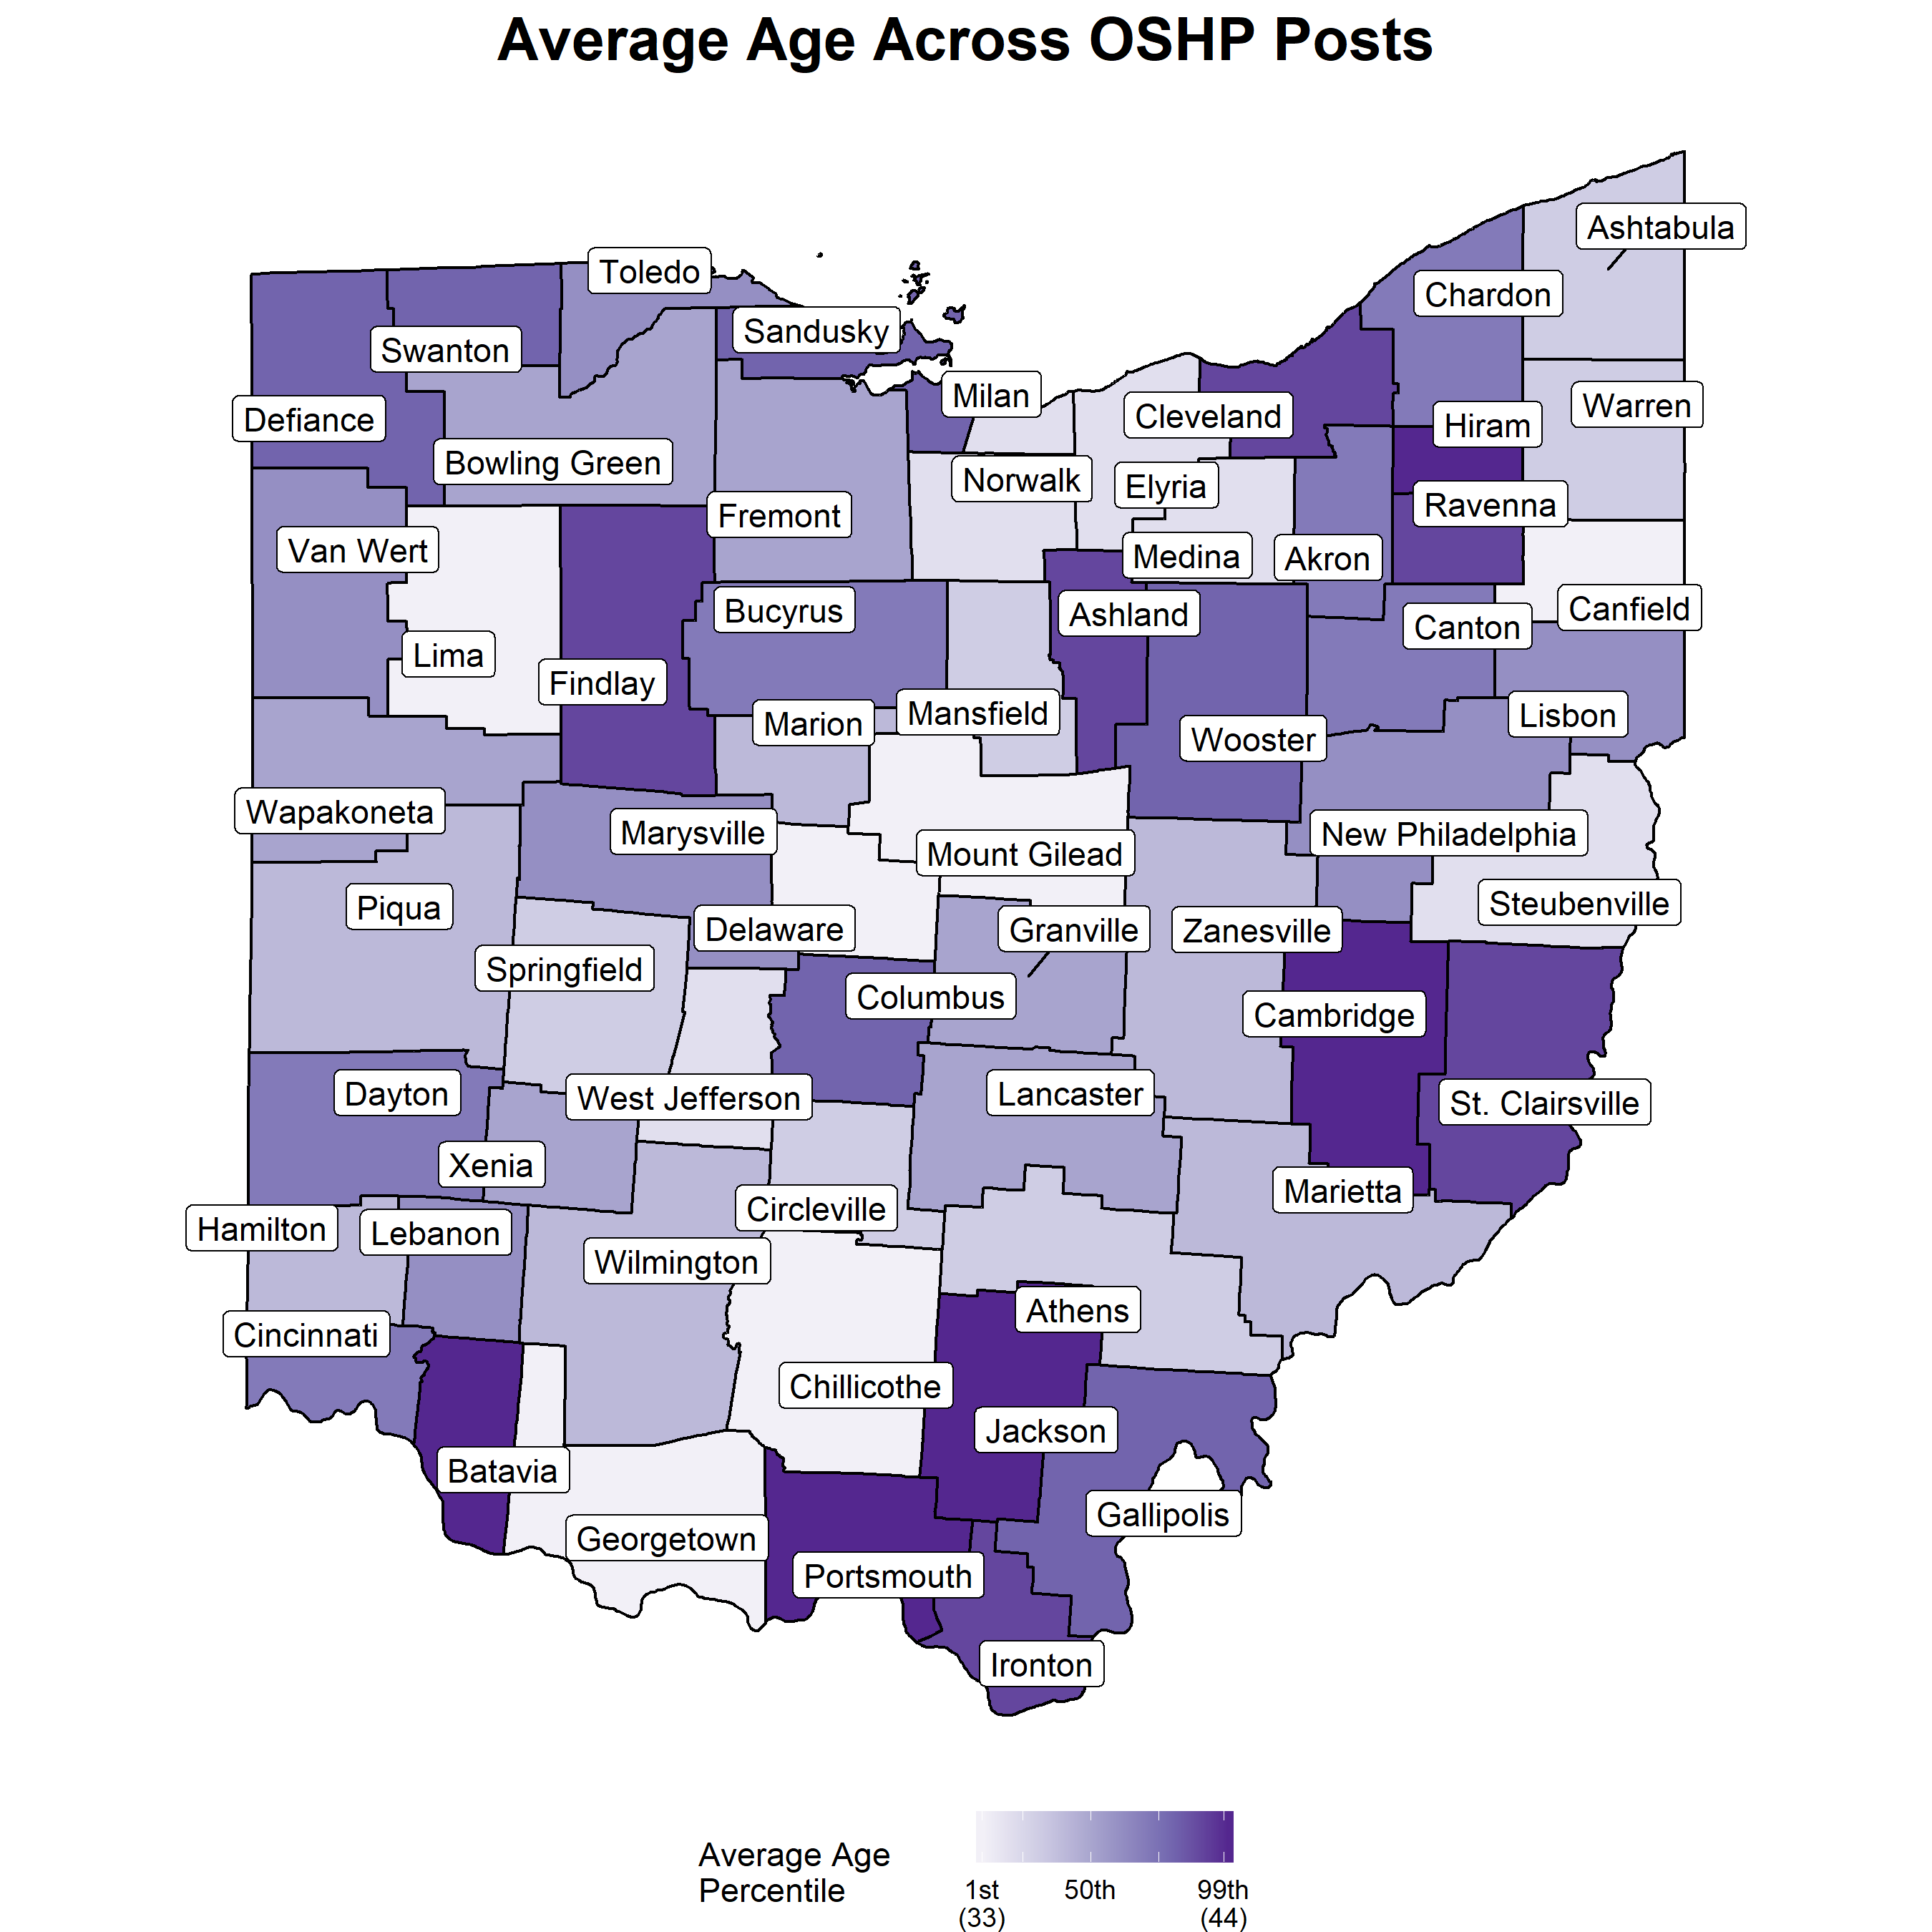 Average Age Across OSHP Posts
Ashtabula
Toledo
Chardon
Sandusky
Swanton
Milan
Warren
Cleveland
Defiance
Hiram
Bowling Green
Norwalk
Elyria
Ravenna
Fremont
Van Wert
Medina
Akron
Bucyrus
Ashland
Canfield
Canton
Lima
Findlay
Mansfield
Lisbon
Marion
Wooster
Wapakoneta
Marysville
New Philadelphia
Mount Gilead
Piqua
Steubenville
Delaware
Granville
Zanesville
Springfield
Columbus
Cambridge
Dayton
West Jefferson
Lancaster
St. Clairsville
Xenia
Marietta
Circleville
Hamilton
Lebanon
Wilmington
Athens
Cincinnati
Chillicothe
Jackson
Batavia
Gallipolis
Georgetown
Portsmouth
Ironton
Average Age
Percentile
1st
(33)
50th
99th
(44)